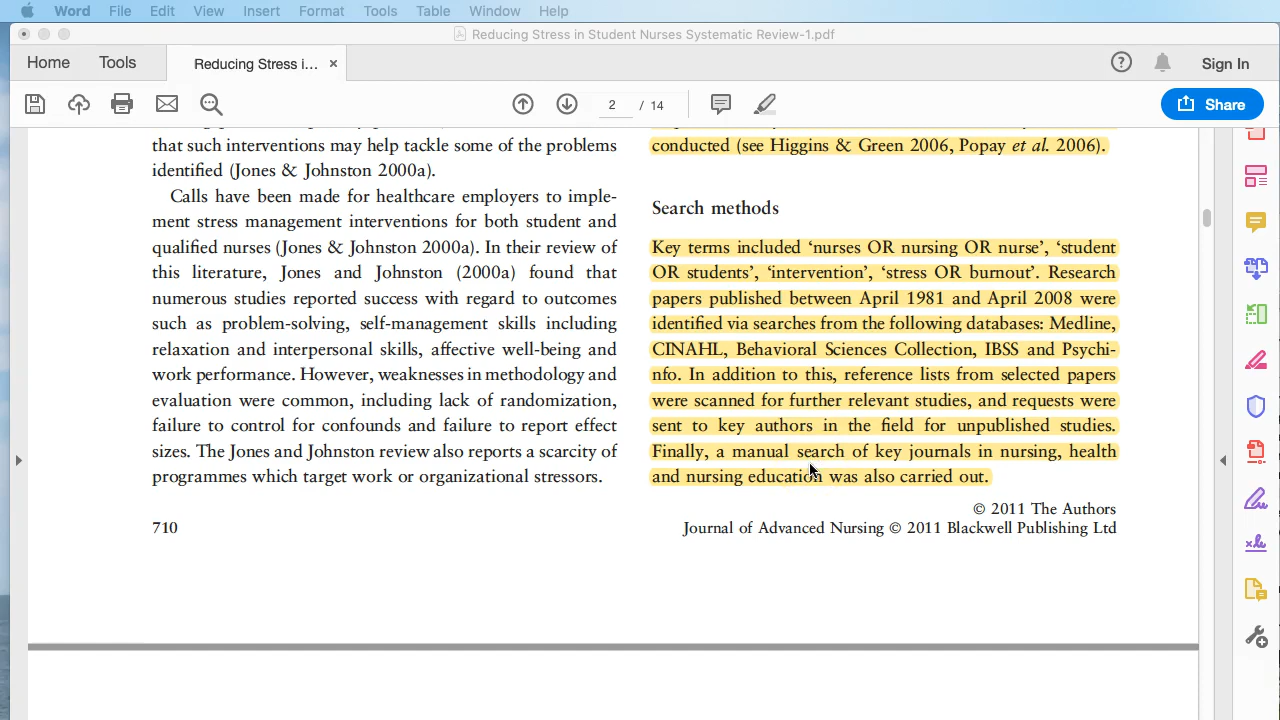 Word File Edit View Insert Format Tools Table Window Help
Reducing Stress in Student Nurses Systematic Review-1.pdf
Home Tools Reducing Stress i... × Sign In
2 / 14 Share
that such interventions may help tackle some of the problems
identified (Jones & Johnston 2000a).
Calls have been made for healthcare employers to imple-
ment stress management interventions for both student and
qualified nurses (Jones & Johnston 2000a). In their review of
this literature, Jones and Johnston (2000a) found that
numerous studies reported success with regard to outcomes
such as problem-solving, self-management skills including
relaxation and interpersonal skills, affective well-being and
work performance. However, weaknesses in methodology and
evaluation were common, including lack of randomization,
failure to control for confounds and failure to report effect
sizes. The Jones and Johnston review also reports a scarcity of
programmes which target work or organizational stressors.
710
conducted (see Higgins & Green 2006, Popay et al. 2006).
Search methods
Key terms included ‘nurses OR nursing OR nurse’, ‘student
OR students’, ‘intervention’, ‘stress OR burnout’. Research
papers published between April 1981 and April 2008 were
identified via searches from the following databases: Medline,
CINAHL, Behavioral Sciences Collection, IBSS and Psychi-
nfo. In addition to this, reference lists from selected papers
were scanned for further relevant studies, and requests were
sent to key authors in the field for unpublished studies.
Finally, a manual search of key journals in nursing, health
and nursing education was also carried out.
© 2011 The Authors
Journal of Advanced Nursing © 2011 Blackwell Publishing Ltd